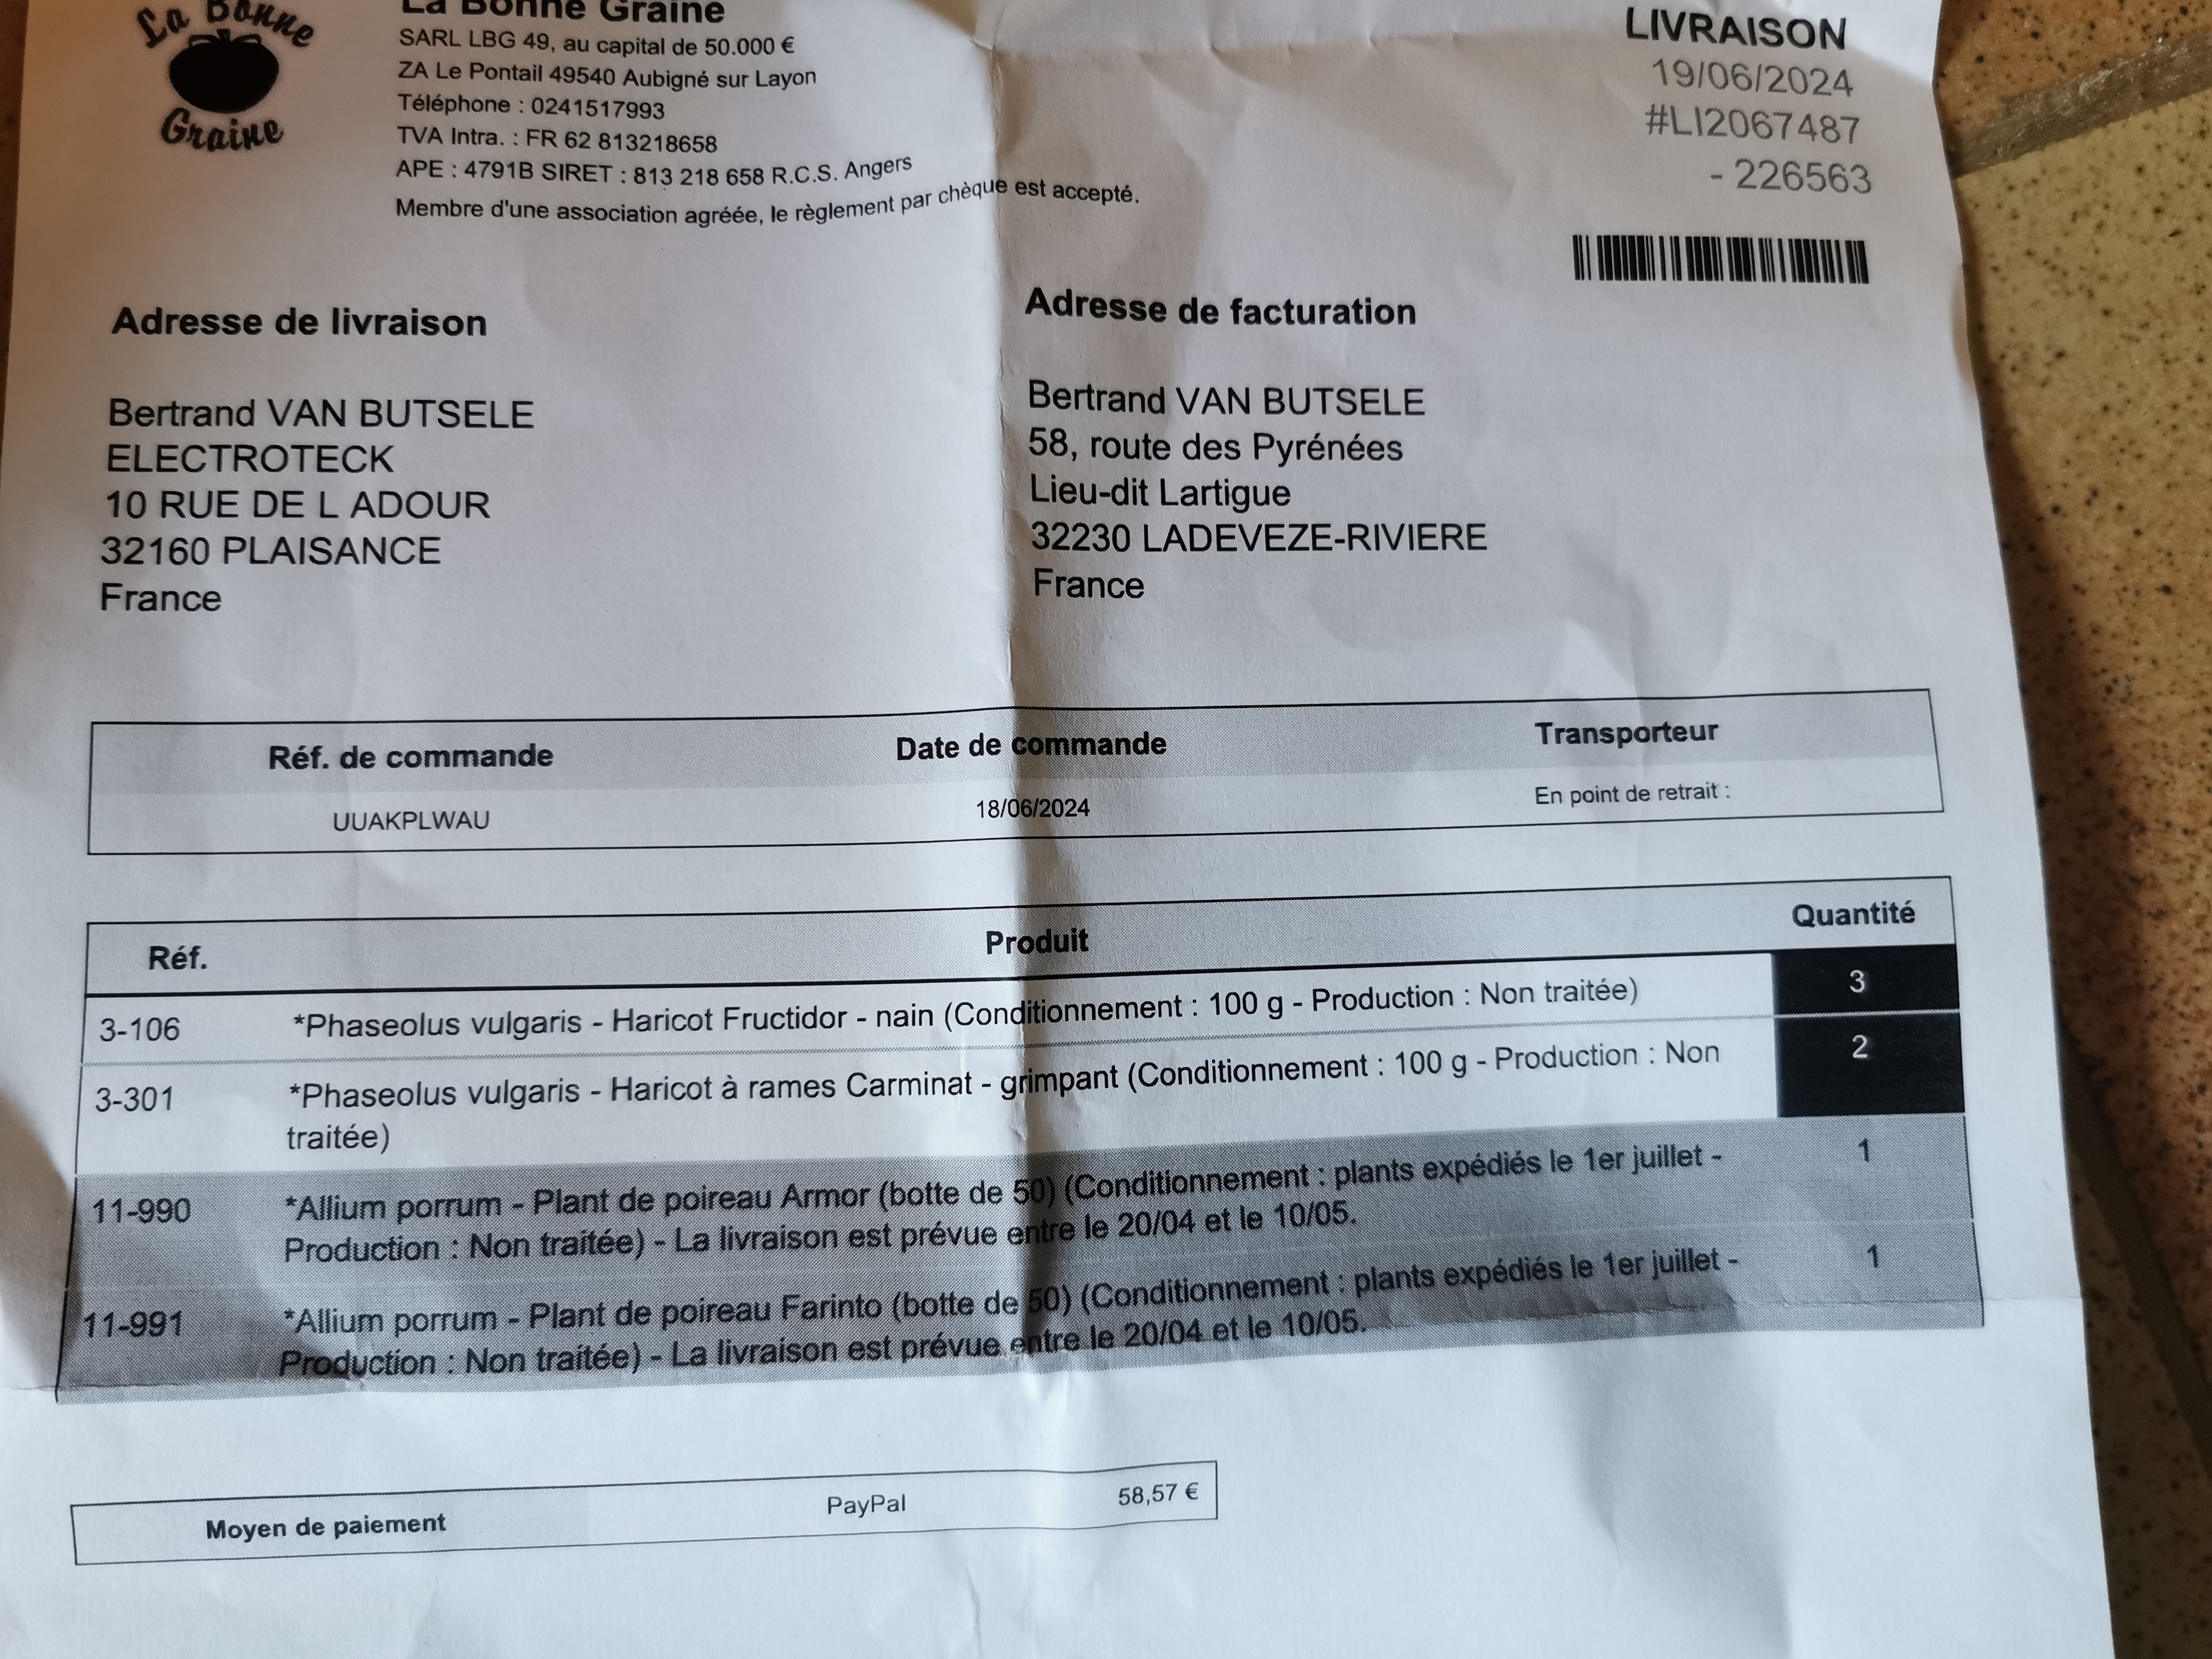 La Bonne
Graine
La Bonne Graine
SARL LBG 49, au capital de 50.000 €
ZA Le Pontail 49540 Aubigné sur Layon
Téléphone : 0241517993
TVA Intra. : FR 62 813218658
APE : 4791B SIRET : 813 218 658 R.C.S. Angers
Membre d'une association agréée, le règlement par chèque est accepté.
LIVRAISON
19/06/2024
#LI2067487
- 226563
Adresse de livraison
Bertrand VAN BUTSELE
ELECTROTECK
10 RUE DE L ADOUR
32160 PLAISANCE
France
Adresse de facturation
Bertrand VAN BUTSELE
58, route des Pyrénées
Lieu-dit Lartigue
32230 LADEVEZE-RIVIERE
France
Réf. de commande Date de commande Transporteur
UUAKPLWAU 18/06/2024 En point de retrait :
Réf. Produit Quantité
3-106 *Phaseolus vulgaris - Haricot Fructidor - nain (Conditionnement : 100 g - Production : Non traitée) 3
3-301 *Phaseolus vulgaris - Haricot à rames Carminat - grimpant (Conditionnement : 100 g - Production : Non 2
traitée)
11-990 *Allium porrum - Plant de poireau Armor (botte de 50) (Conditionnement : plants expédiés le 1er juillet - 1
Production : Non traitée) - La livraison est prévue entre le 20/04 et le 10/05.
11-991 *Allium porrum - Plant de poireau Farinto (botte de 50) (Conditionnement : plants expédiés le 1er juillet - 1
Production : Non traitée) - La livraison est prévue entre le 20/04 et le 10/05.
Moyen de paiement PayPal 58,57 €